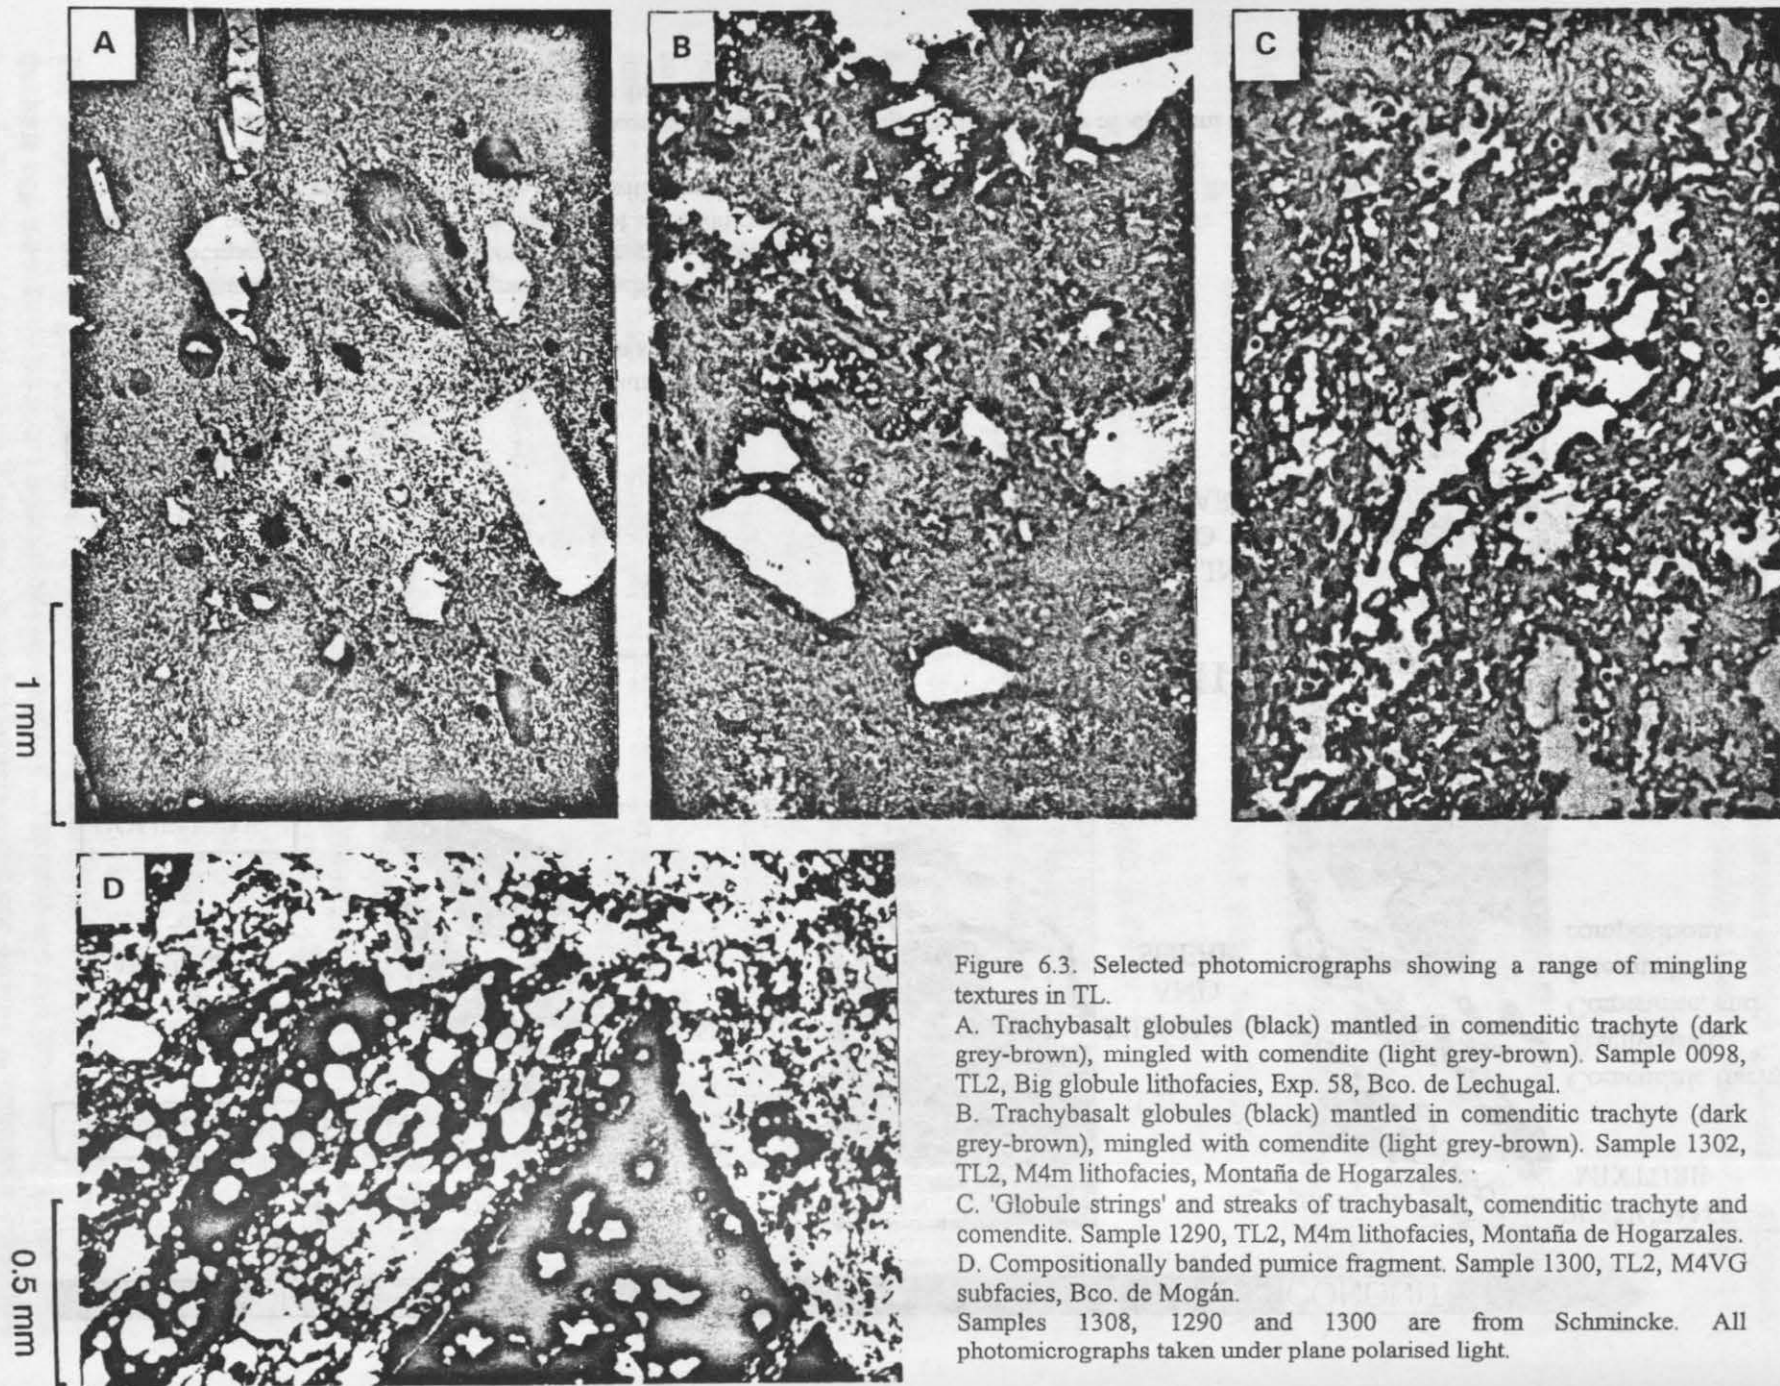 A
B
C
1 mm
D
0.5 mm
Figure 6.3. Selected photomicrographs showing a range of mingling
textures in TL.
A. Trachybasalt globules (black) mantled in comenditic trachyte (dark
grey-brown), mingled with comendite (light grey-brown). Sample 0098,
TL2, Big globule lithofacies, Exp. 58, Bco. de Lechugal.
B. Trachybasalt globules (black) mantled in comenditic trachyte (dark
grey-brown), mingled with comendite (light grey-brown). Sample 1302,
TL2, M4m lithofacies, Montaña de Hogarzales.
C. 'Globule strings' and streaks of trachybasalt, comenditic trachyte and
comendite. Sample 1290, TL2, M4m lithofacies, Montaña de Hogarzales.
D. Compositionally banded pumice fragment. Sample 1300, TL2, M4VG
subfacies, Bco. de Mogán.
Samples 1308, 1290 and 1300 are from Schmincke. All
photomicrographs taken under plane polarised light.